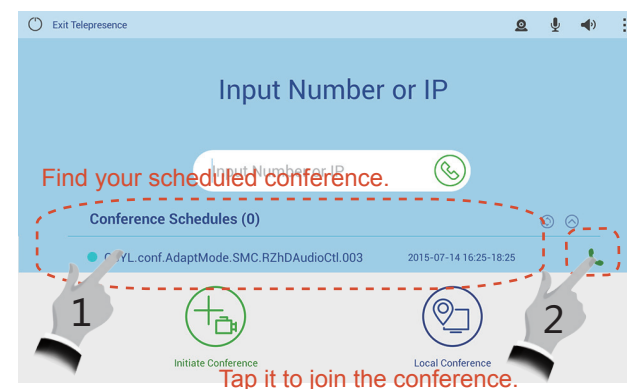 Exit Telepresence
Input Number or IP
Input Number or IP
Find your scheduled conference.
Conference Schedules (0)
YL.conf.AdaptMode.SMC.RZhDAudioCtl.003 2015-07-14 16:25-18:25
1
2
Initiate Conference Local Conference
Tap it to join the conference.